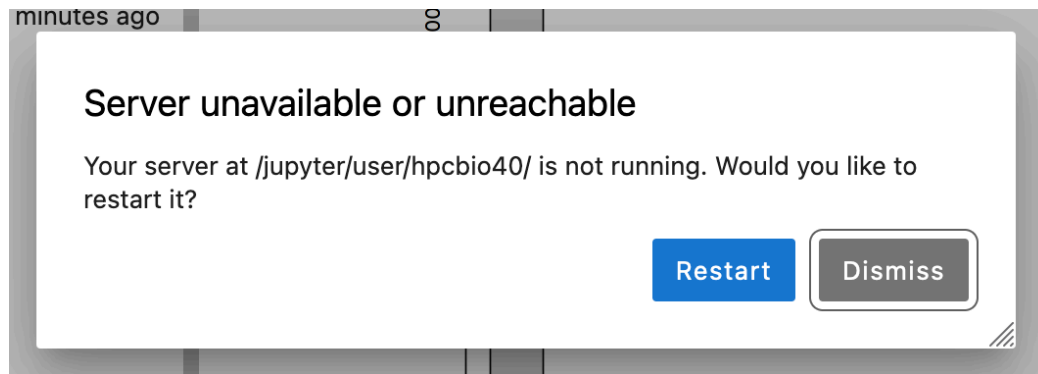 minutes ago
00
Server unavailable or unreachable
Your server at /jupyter/user/hpcbio40/ is not running. Would you like to
restart it?
Restart
Dismiss